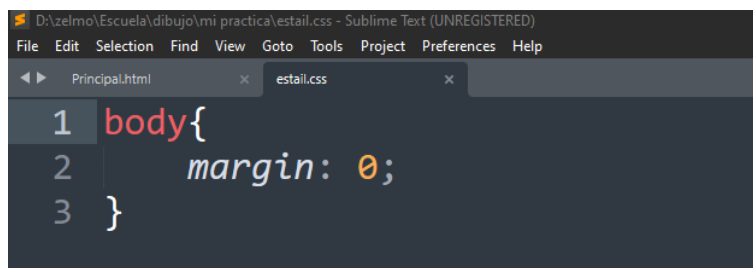 D:\zelmo\Escuela\dibujo\mi practica\estail.css - Sublime Text (UNREGISTERED)
File Edit Selection Find View Goto Tools Project Preferences Help
Principal.html × estail.css ×
1 body{
2 margin: 0;
3 }